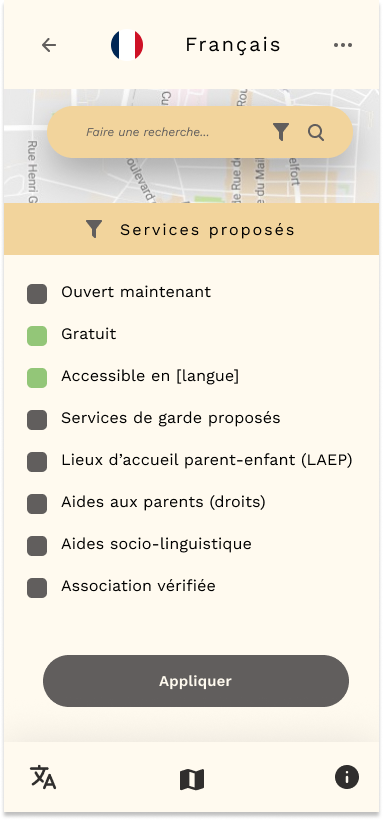 Français
Faire une recherche...
Rue Henri G
oulevard
Rue de
du Mail
elfort
Services proposés
Ouvert maintenant
Gratuit
Accessible en [langue]
Services de garde proposés
Lieux d’accueil parent-enfant (LAEP)
Aides aux parents (droits)
Aides socio-linguistique
Association vérifiée
Appliquer